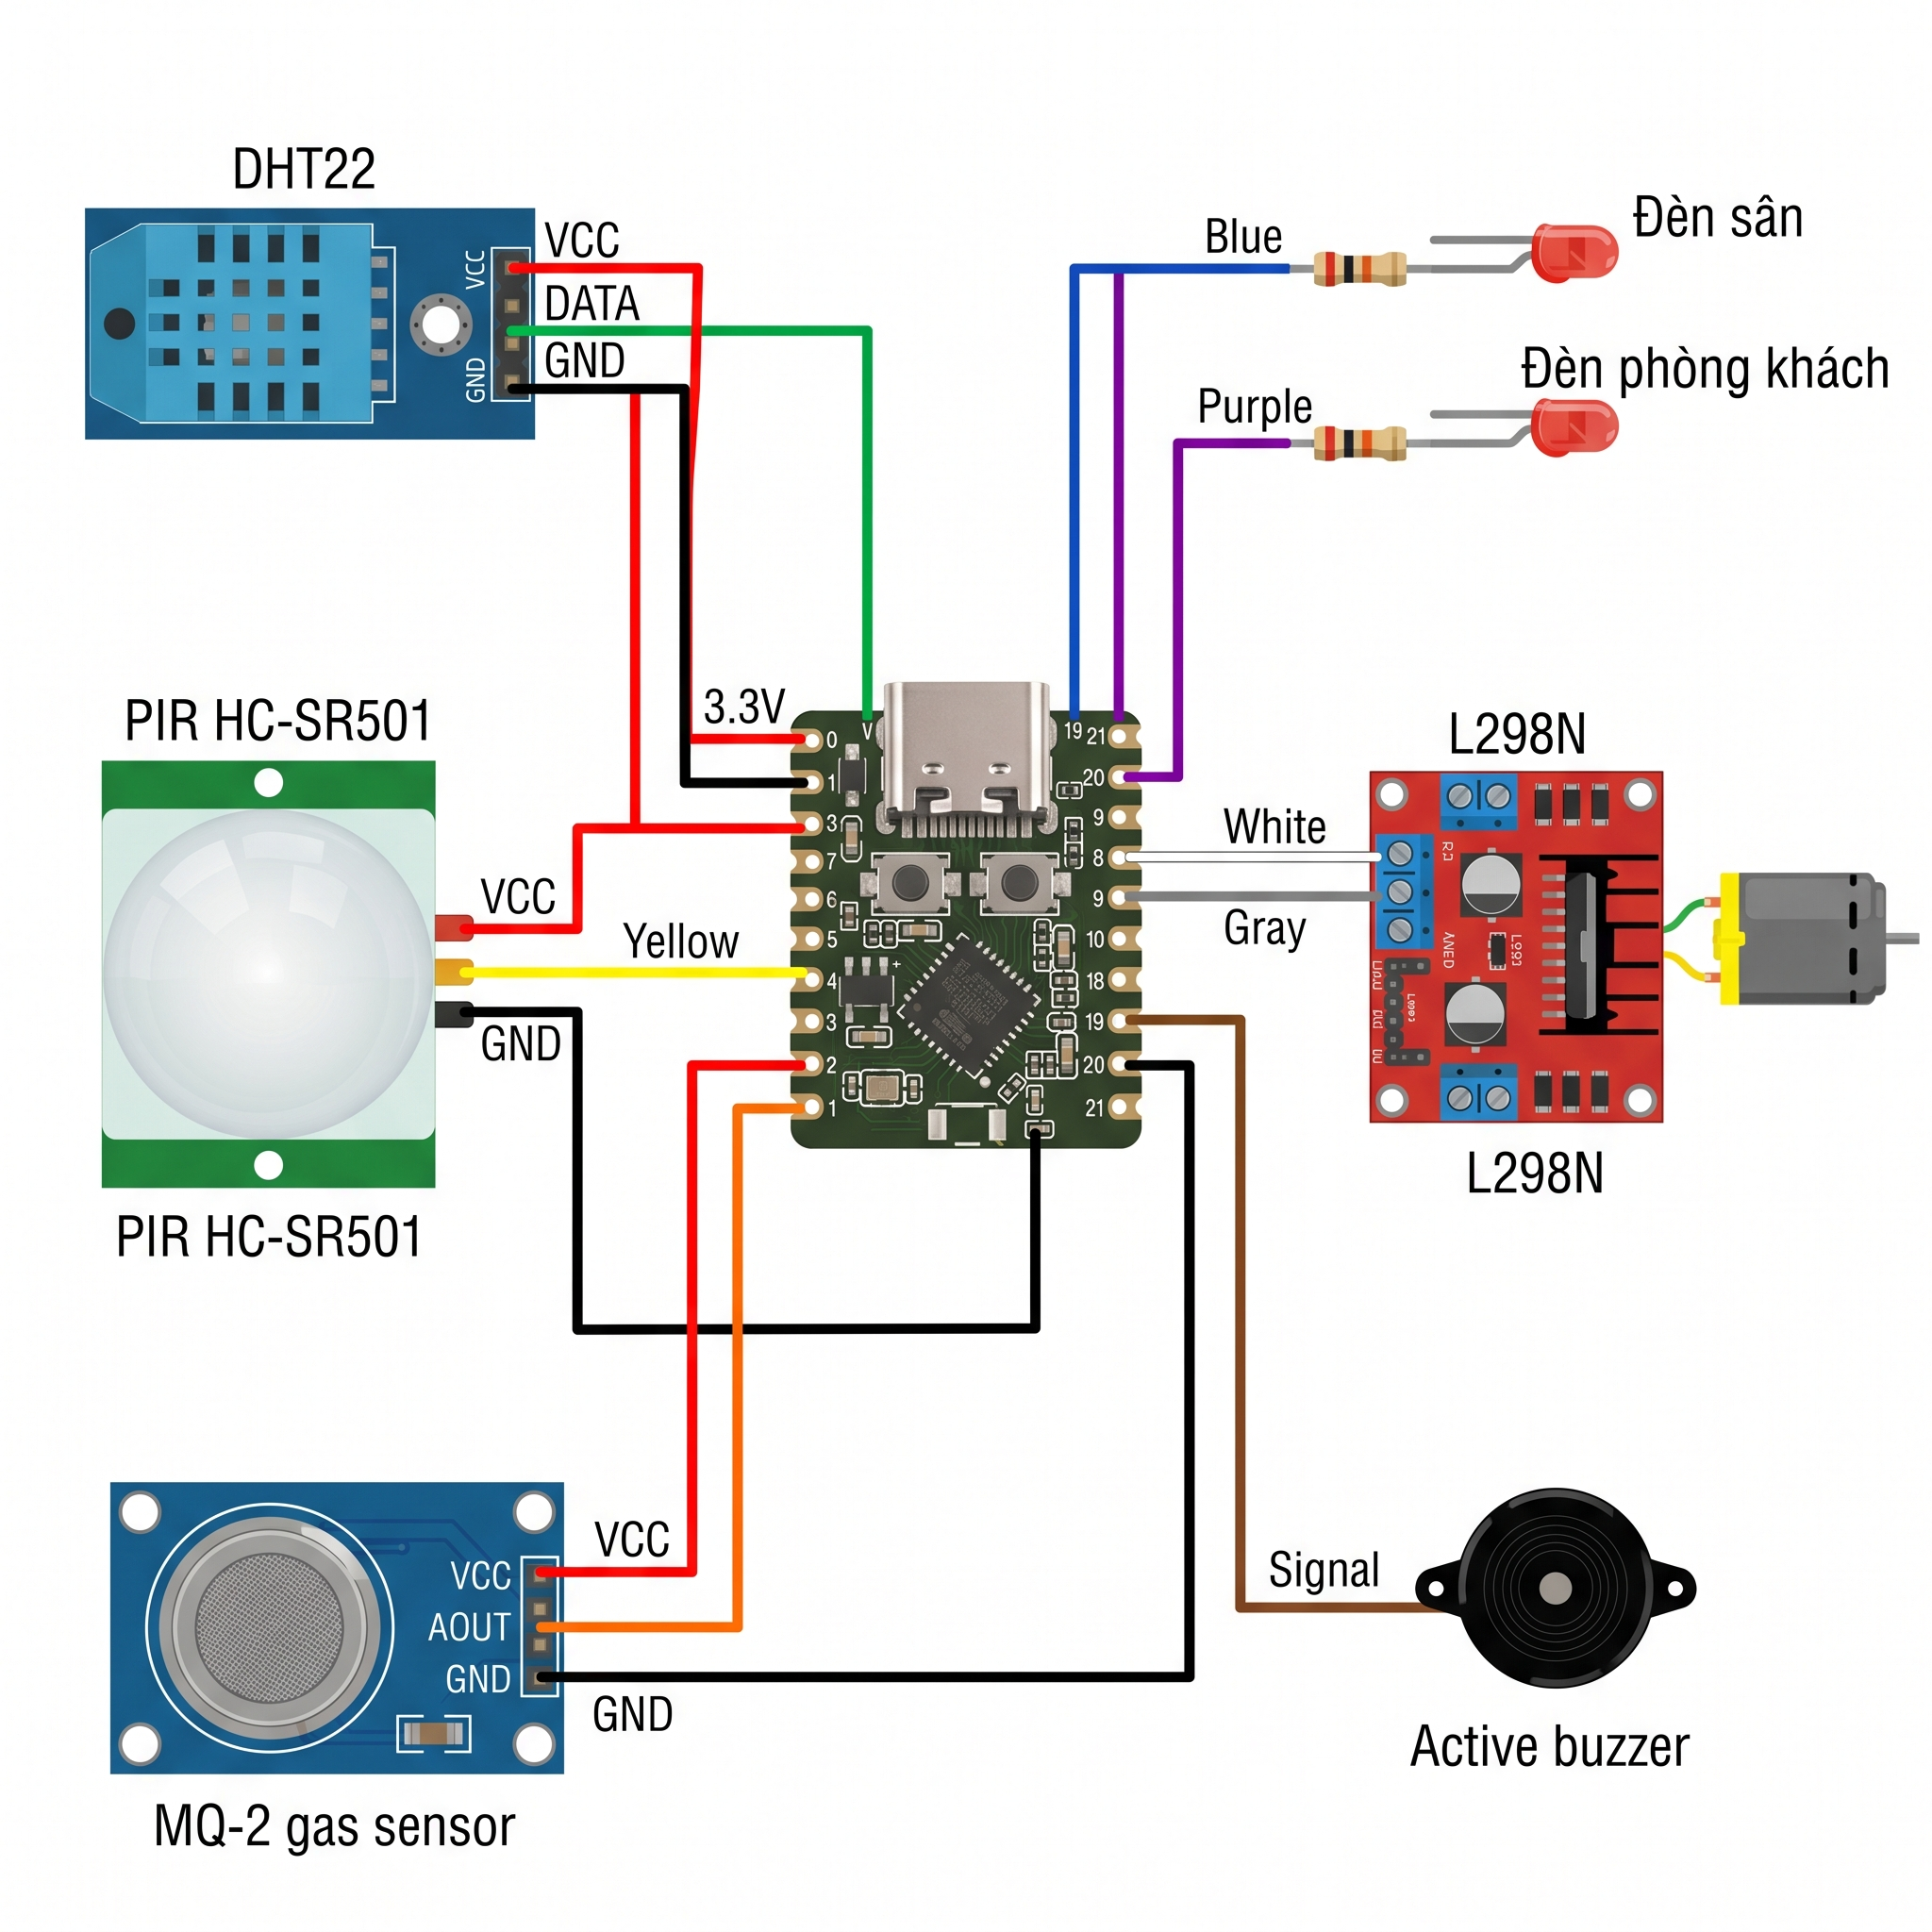 DHT22
VCC
VCC
DATA
GND
GND
Blue
Đèn sân
Purple
Đèn phòng khách
3.3V
PIR HC-SR501
VCC
Yellow
GND
PIR HC-SR501
0
1
3
7
6
5
4
3
2
1
V
19
21
20
9
8
9
10
18
19
20
21
White
Gray
L298N
L298N
VCC
VCC
AOUT
GND
GND
MQ-2 gas sensor
Signal
Active buzzer